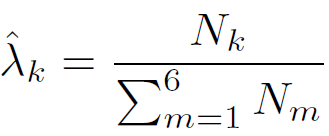 \hat{\lambda}_k = \frac{N_k}{\sum_{m=1}^{6} N_m}